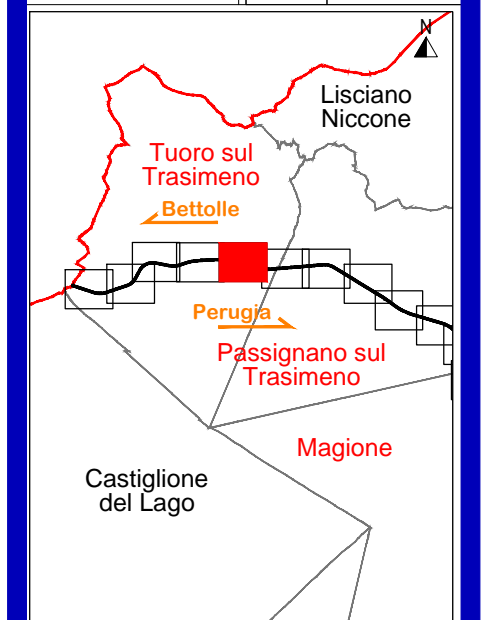 N
Lisciano
Niccone
Tuoro sul
Trasimeno
Bettolle
Perugia
Passignano sul
Trasimeno
Magione
Castiglione
del Lago